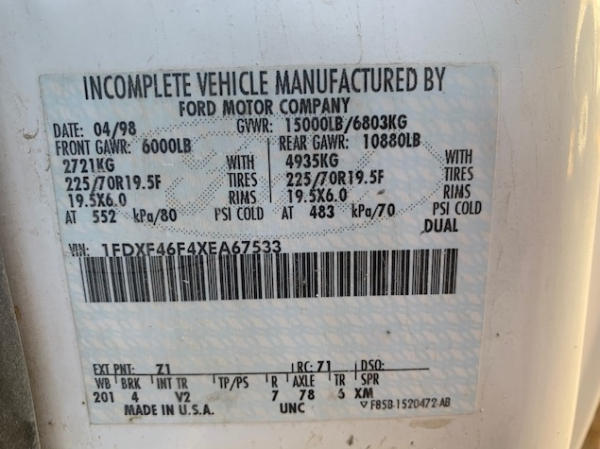 INCOMPLETE VEHICLE MANUFACTURED BY
FORD MOTOR COMPANY
DATE: 04/98 GVWR: 15000LB/6803KG
FRONT GAWR: 6000LB REAR GAWR: 10880LB
2721KG WITH 4935KG WITH
225/70R19.5F TIRES 225/70R19.5F TIRES
19.5X6.0 RIMS 19.5X6.0 RIMS
AT 552 kPa/80 PSI COLD AT 483 kPa/70 PSI COLD
DUAL
VIN: 1FDXF46F4XEA67533
EXT PNT: Z1 RC: 71 DSO:
WB BRK INT TR TP/PS R AXLE TR SPR
201 4 V2 7 78 5 XM
MADE IN U.S.A. UNC F85B-1520472-AB